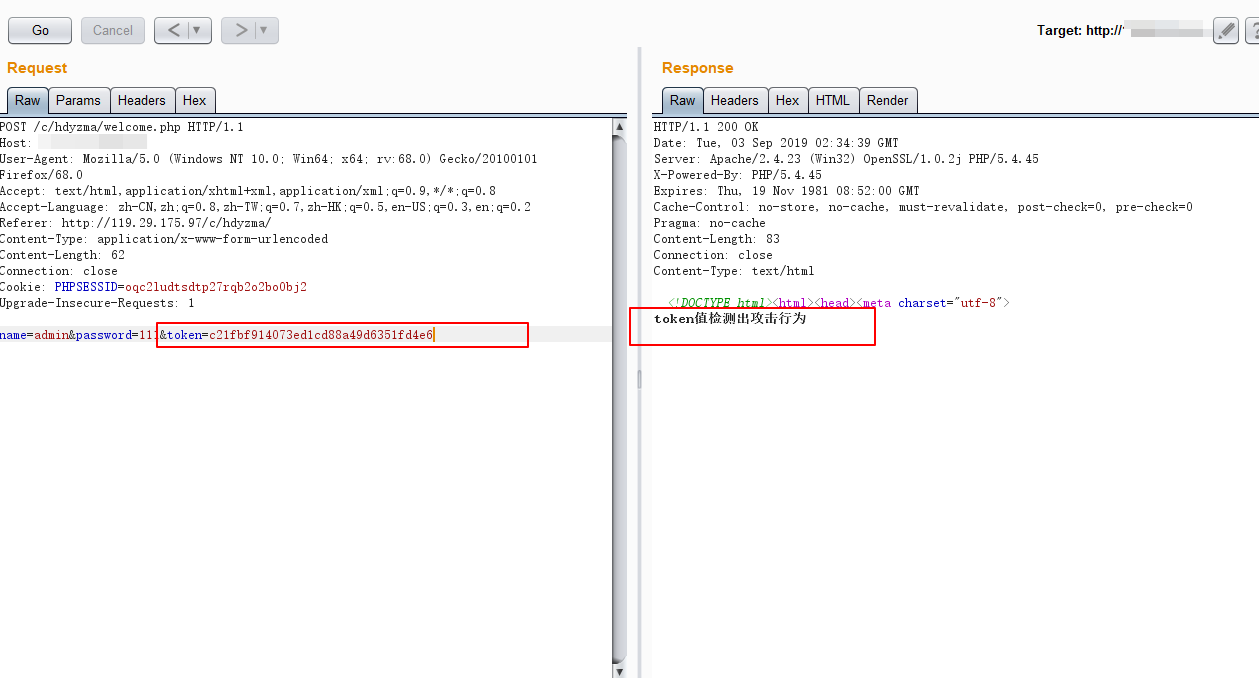 Go
Cancel
<
▼
>
▼
Target: http://
?
Request
Response
Raw
Params
Headers
Hex
Raw
Headers
Hex
HTML
Render
POST /c/hdyzma/welcome.php HTTP/1.1
Host:
User-Agent: Mozilla/5.0 (Windows NT 10.0; Win64; x64; rv:68.0) Gecko/20100101
Firefox/68.0
Accept: text/html,application/xhtml+xml,application/xml;q=0.9,*/*;q=0.8
Accept-Language: zh-CN,zh;q=0.8,zh-TW;q=0.7,zh-HK;q=0.5,en-US;q=0.3,en;q=0.2
Referer: http://119.29.175.97/c/hdyzma/
Content-Type: application/x-www-form-urlencoded
Content-Length: 62
Connection: close
Cookie: PHPSESSID=oqc2ludtsdtp27rqb2o2bo0bj2
Upgrade-Insecure-Requests: 1
name=admin&password=111&token=c21fbf914073ed1cd88a49d6351fd4e6
HTTP/1.1 200 OK
Date: Tue, 03 Sep 2019 02:34:39 GMT
Server: Apache/2.4.23 (Win32) OpenSSL/1.0.2j PHP/5.4.45
X-Powered-By: PHP/5.4.45
Expires: Thu, 19 Nov 1981 08:52:00 GMT
Cache-Control: no-store, no-cache, must-revalidate, post-check=0, pre-check=0
Pragma: no-cache
Content-Length: 83
Connection: close
Content-Type: text/html
<!DOCTYPE html><html><head><meta charset="utf-8">
token值检测出攻击行为